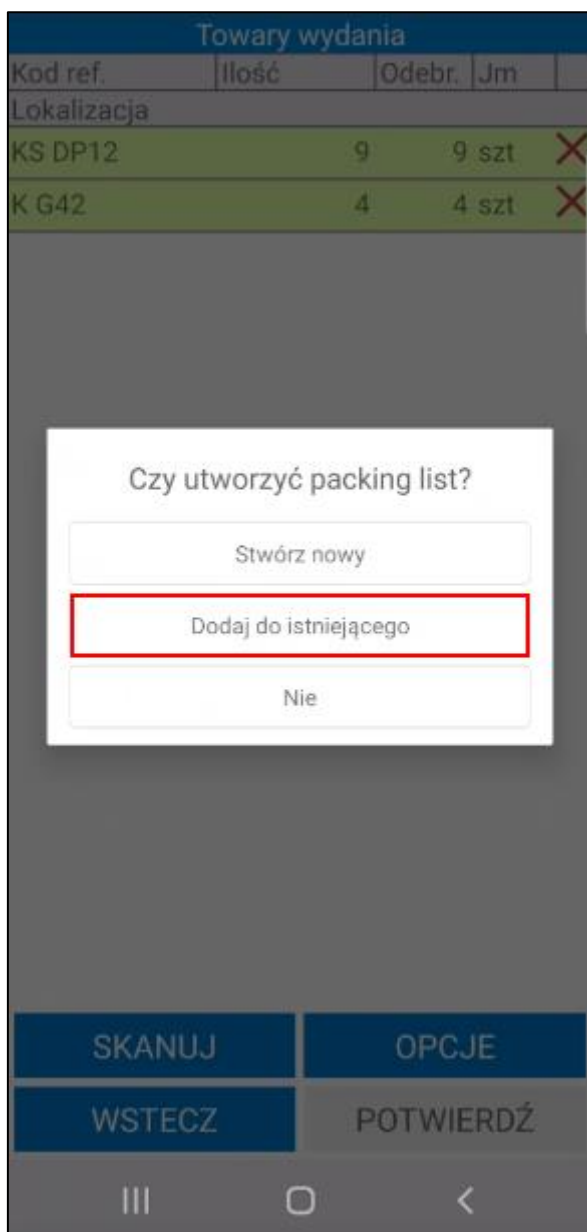 Towary wydania
Kod ref. Ilość Odebr. Jm
Lokalizacja
KS DP12 9 9 szt
K G42 4 4 szt
Czy utworzyć packing list?
Stwórz nowy
Dodaj do istniejącego
Nie
SKANUJ OPCJE
WSTECZ POTWIERDŹ